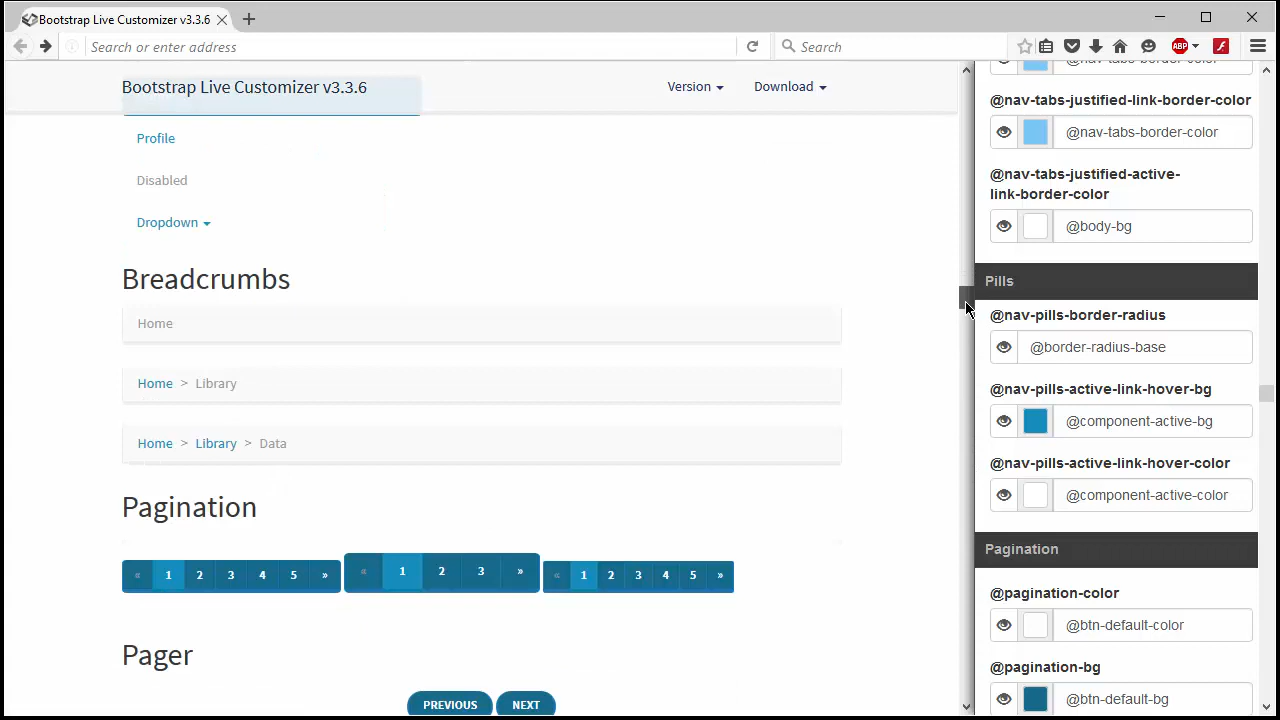 Bootstrap Live Customizer v3.3.6
Search or enter address
Search
ABP
Bootstrap Live Customizer v3.3.6
Version
Download
Profile
Disabled
Dropdown
Breadcrumbs
Home
Home > Library
Home > Library > Data
Pagination
« 1 2 3 4 5 » « 1 2 3 » « 1 2 3 4 5 »
Pager
PREVIOUS NEXT
@nav-tabs-border-color
@nav-tabs-justified-link-border-color
@nav-tabs-border-color
@nav-tabs-justified-active-
link-border-color
@body-bg
Pills
@nav-pills-border-radius
@border-radius-base
@nav-pills-active-link-hover-bg
@component-active-bg
@nav-pills-active-link-hover-color
@component-active-color
Pagination
@pagination-color
@btn-default-color
@pagination-bg
@btn-default-bg